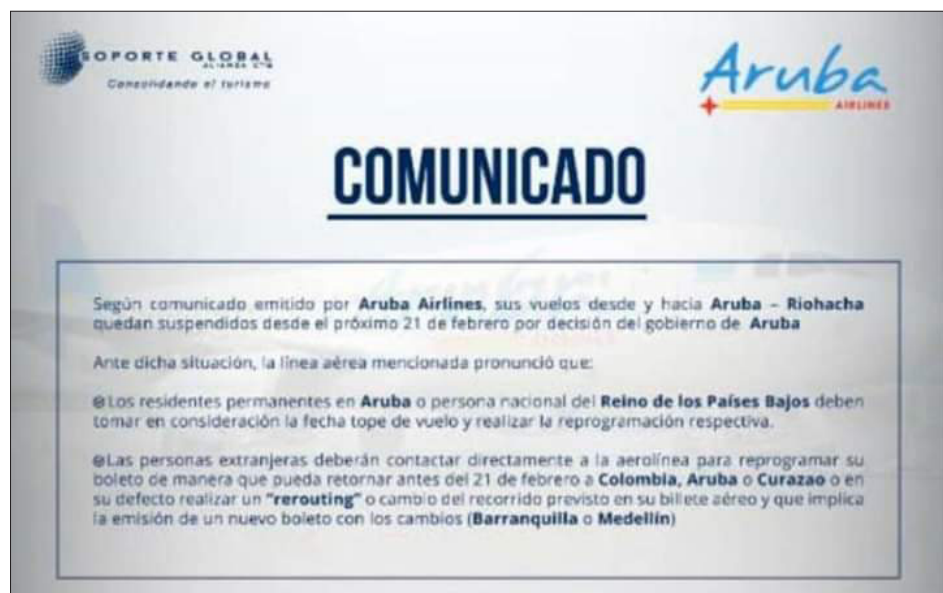 SOPORTE GLOBAL
ALIANZA CTG
Consolidando el turismo
Aruba
AIRLINES
COMUNICADO
Según comunicado emitido por Aruba Airlines, sus vuelos desde y hacia Aruba – Riohacha
quedan suspendidos desde el próximo 21 de febrero por decisión del gobierno de Aruba
Ante dicha situación, la línea aérea mencionada pronunció que:
Los residentes permanentes en Aruba o persona nacional del Reino de los Países Bajos deben
tomar en consideración la fecha tope de vuelo y realizar la reprogramación respectiva.
Las personas extranjeras deberán contactar directamente a la aerolínea para reprogramar su
boleto de manera que pueda retornar antes del 21 de febrero a Colombia, Aruba o Curazao o en
su defecto realizar un "rerouting" o cambio del recorrido previsto en su billete aéreo y que implica
la emisión de un nuevo boleto con los cambios (Barranquilla o Medellín)